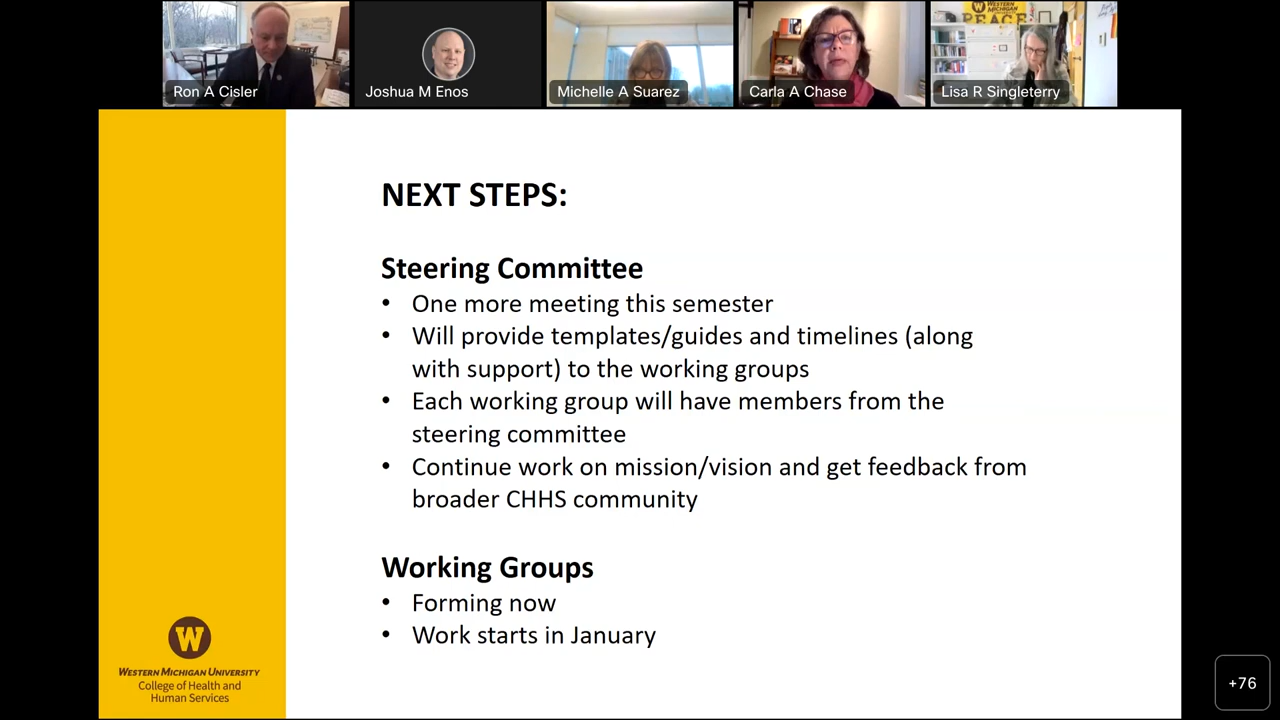 WESTERN MICHIGAN
PEACE
Ron A Cisler
Joshua M Enos
Michelle A Suarez
Carla A Chase
Lisa R Singleterry
NEXT STEPS:
Steering Committee
• One more meeting this semester
• Will provide templates/guides and timelines (along
with support) to the working groups
• Each working group will have members from the
steering committee
• Continue work on mission/vision and get feedback from
broader CHHS community
Working Groups
• Forming now
• Work starts in January
W
WESTERN MICHIGAN UNIVERSITY
College of Health and
Human Services
+76